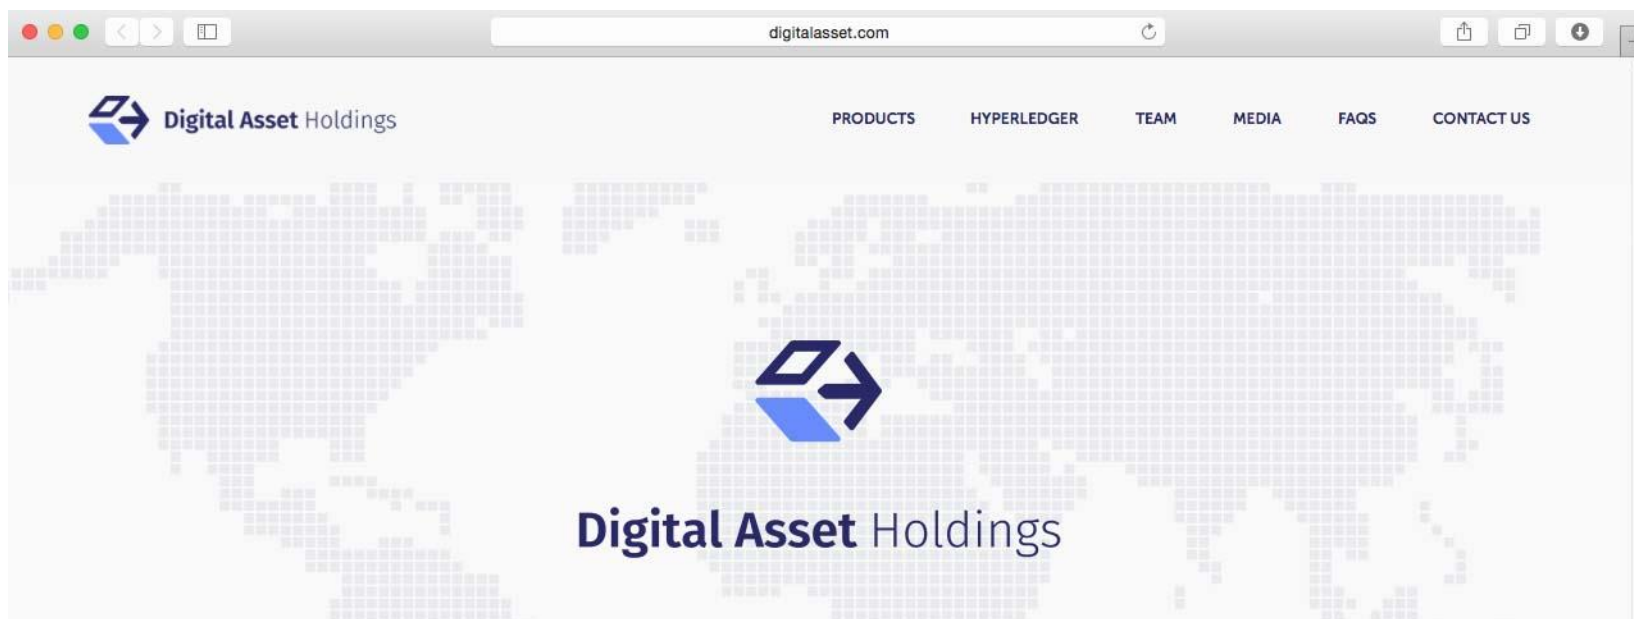 digitalasset.com
Digital Asset Holdings PRODUCTS HYPERLEDGER TEAM MEDIA FAQS CONTACT US
Digital Asset Holdings